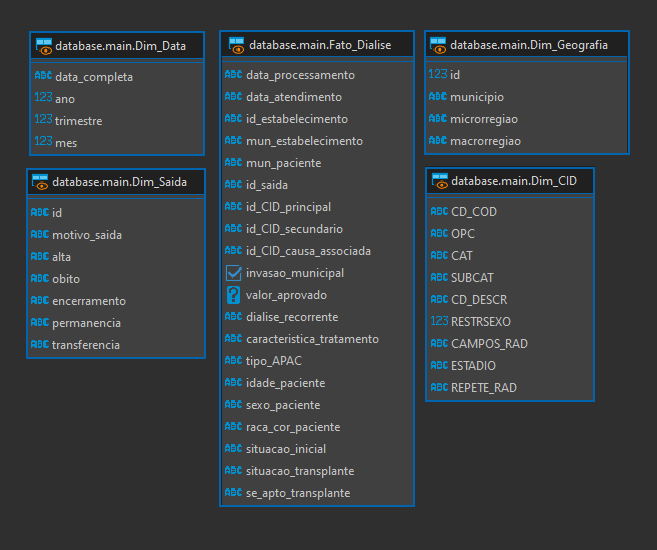 database.main.Dim_Data
ABC data_completa
123 ano
123 trimestre
123 mes
database.main.Dim_Saida
ABC id
ABC motivo_saida
ABC alta
ABC obito
ABC encerramento
ABC permanencia
ABC transferencia
database.main.Fato_Dialise
ABC data_processamento
ABC data_atendimento
ABC id_estabelecimento
ABC mun_estabelecimento
ABC mun_paciente
ABC id_saida
ABC id_CID_principal
ABC id_CID_secundario
ABC id_CID_causa_associada
invasao_municipal
? valor_aprovado
ABC dialise_recorrente
ABC caracteristica_tratamento
ABC tipo_APAC
ABC idade_paciente
ABC sexo_paciente
ABC raca_cor_paciente
ABC situacao_inicial
ABC situacao_transplante
ABC se_apto_transplante
database.main.Dim_Geografia
123 id
ABC municipio
ABC microrregiao
ABC macrorregiao
database.main.Dim_CID
ABC CD_COD
ABC OPC
ABC CAT
ABC SUBCAT
ABC CD_DESCR
123 RESTRSEXO
ABC CAMPOS_RAD
ABC ESTADIO
ABC REPETE_RAD